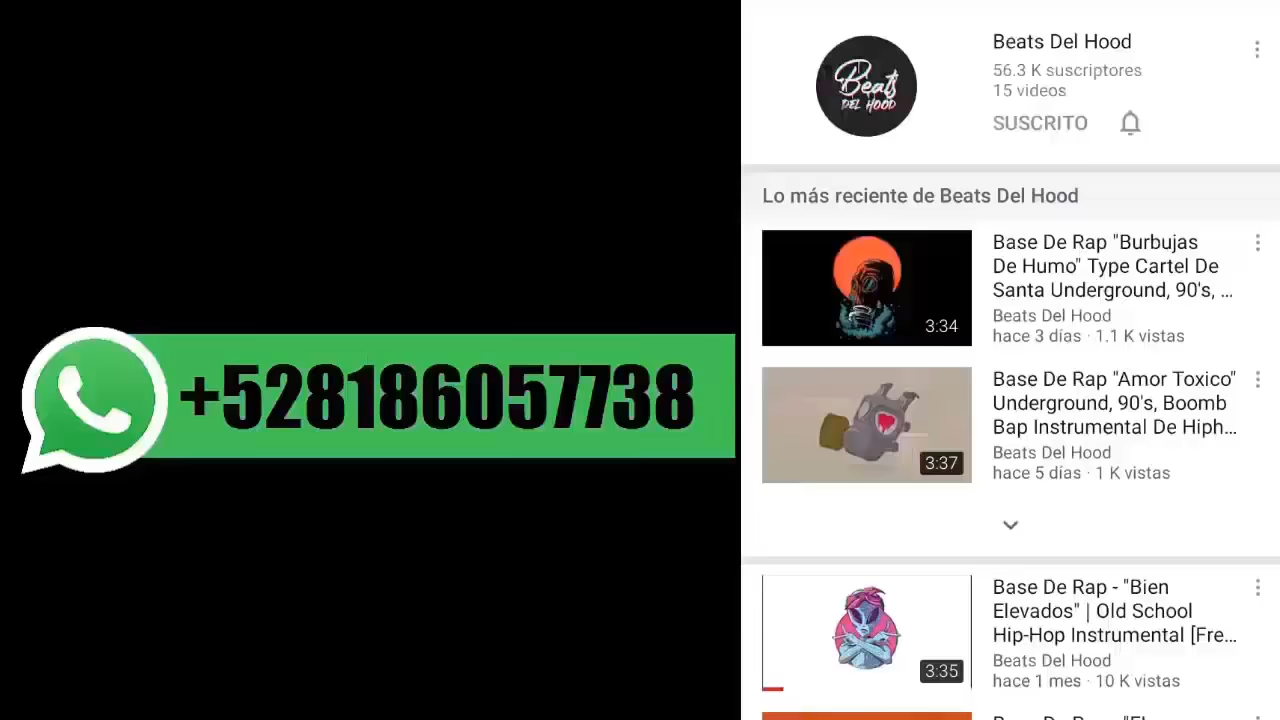 +528186057738
Beats
DEL HOOD
Beats Del Hood
56.3 K suscriptores
15 videos
SUSCRITO
Lo más reciente de Beats Del Hood
3:34
Base De Rap "Burbujas
De Humo" Type Cartel De
Santa Underground, 90's, ...
Beats Del Hood
hace 3 días · 1.1 K vistas
3:37
Base De Rap "Amor Toxico"
Underground, 90's, Boomb
Bap Instrumental De Hiph...
Beats Del Hood
hace 5 días · 1 K vistas
3:35
Base De Rap - "Bien
Elevados" | Old School
Hip-Hop Instrumental [Fre...
Beats Del Hood
hace 1 mes · 10 K vistas